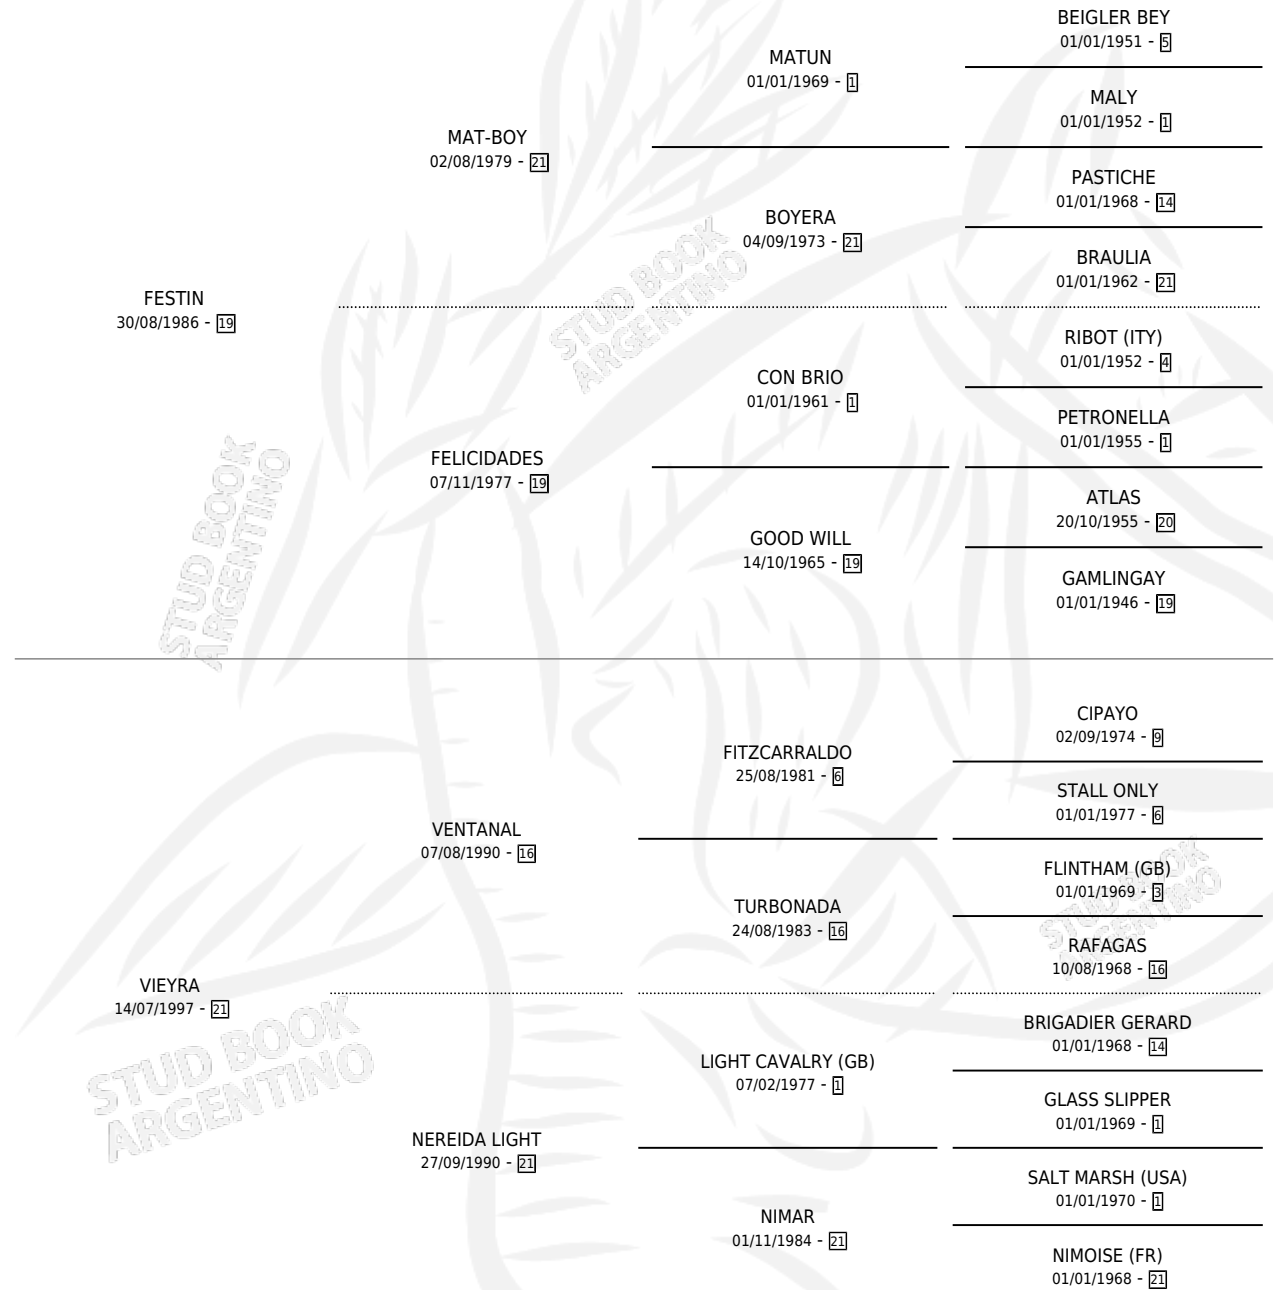 BEIGLER BEY
01/01/1951 - 5
MATUN
01/01/1969 - 1
MALY
01/01/1952 - 1
MAT-BOY
02/08/1979 - 21
PASTICHE
01/01/1968 - 14
BOYERA
04/09/1973 - 21
BRAULIA
01/01/1962 - 21
FESTIN
30/08/1986 - 19
STUD BOOK
ARGENTINO
RIBOT (ITY)
01/01/1952 - 4
CON BRIO
01/01/1961 - 1
PETRONELLA
01/01/1955 - 1
FELICIDADES
07/11/1977 - 19
ATLAS
20/10/1955 - 20
GOOD WILL
14/10/1965 - 19
GAMLINGAY
01/01/1946 - 19
STUD BOOK
ARGENTINO
CIPAYO
02/09/1974 - 9
FITZCARRALDO
25/08/1981 - 6
STALL ONLY
01/01/1977 - 6
VENTANAL
07/08/1990 - 16
FLINTHAM (GB)
01/01/1969 - 3
TURBONADA
24/08/1983 - 16
STUD BOOK
ARGENTINO
RAFAGAS
10/08/1968 - 16
VIEYRA
14/07/1997 - 21
STUD BOOK
ARGENTINO
BRIGADIER GERARD
01/01/1968 - 14
LIGHT CAVALRY (GB)
07/02/1977 - 1
GLASS SLIPPER
01/01/1969 - 1
NEREIDA LIGHT
27/09/1990 - 21
SALT MARSH (USA)
01/01/1970 - 1
NIMAR
01/11/1984 - 21
NIMOISE (FR)
01/01/1968 - 21